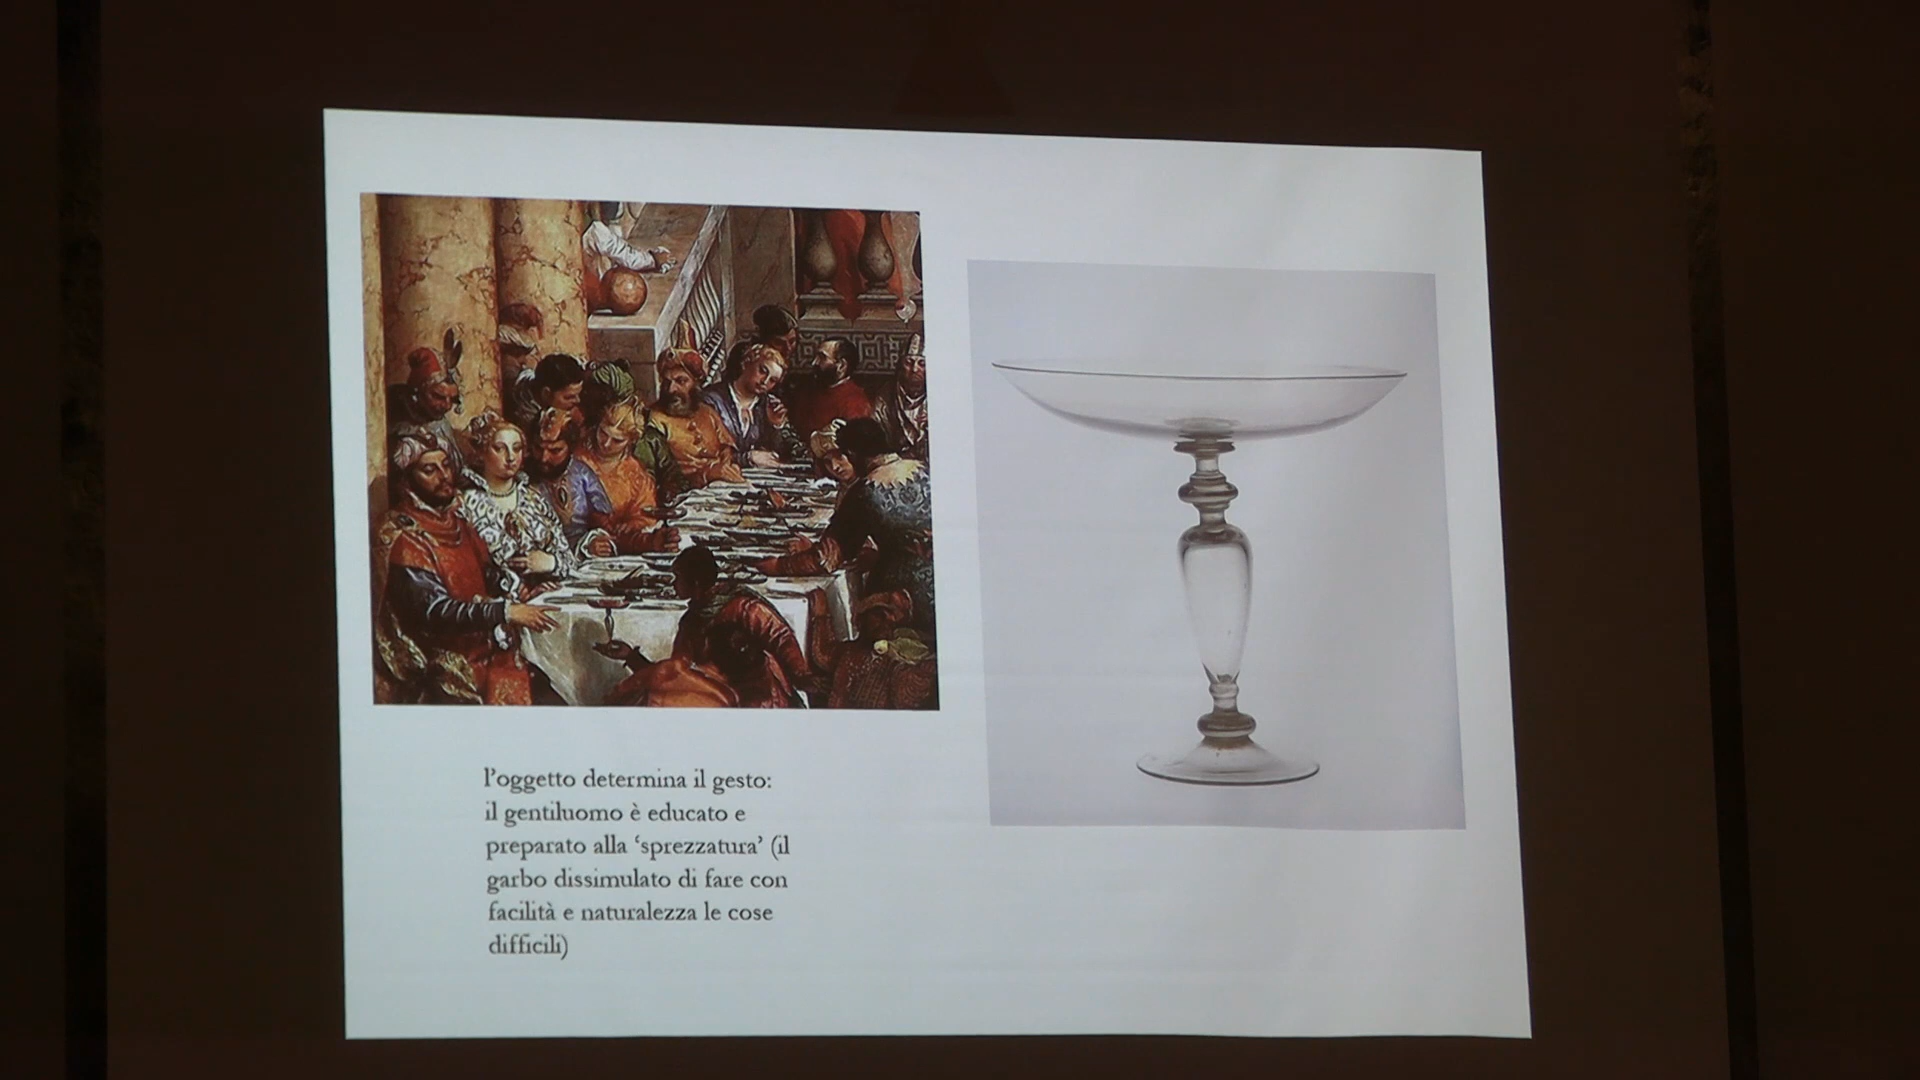 l'oggetto determina il gesto:
il gentiluomo è educato e
preparato alla ‘sprezzatura’ (il
garbo dissimulato di fare con
facilità e naturalezza le cose
difficili)